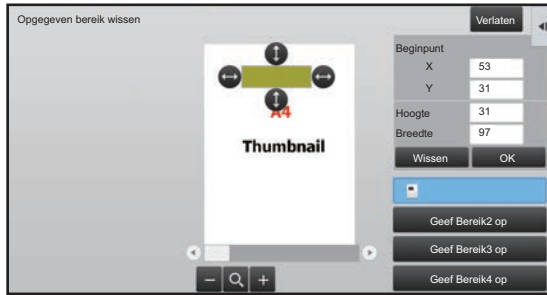 Opgegeven bereik wissen
Verlaten
A4
Thumbnail
Beginpunt
X 53
Y 31
Hoogte 31
Breedte 97
Wissen OK
Geef Bereik2 op
Geef Bereik3 op
Geef Bereik4 op